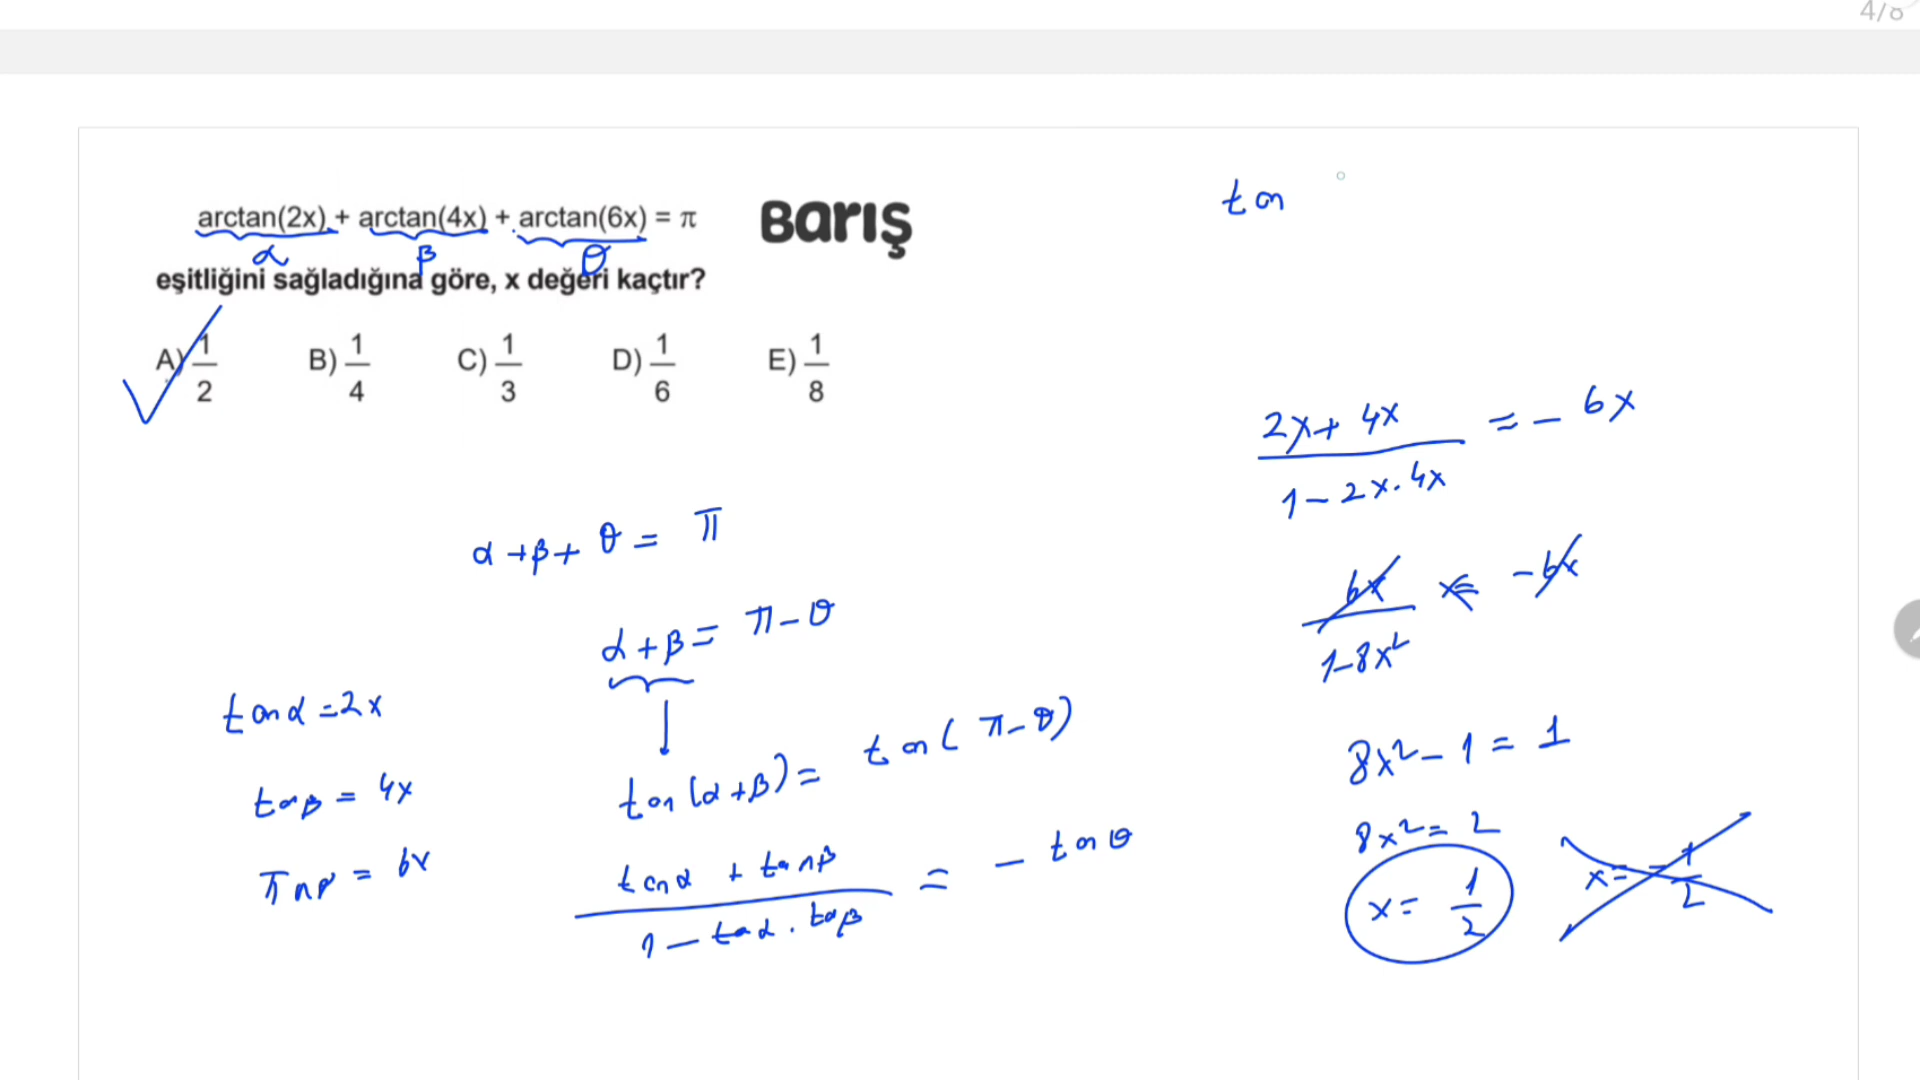 4/8
arctan(2x) + arctan(4x) + arctan(6x) = π
Barış
α β θ
eşitliğini sağladığına göre, x değeri kaçtır?
A) 1/2 B) 1/4 C) 1/3 D) 1/6 E) 1/8
α + β + θ = π
α + β = π - θ
tan α = 2x
tan β = 4x
tan (α + β) = tan ( π - θ)
tan α + tan β / 1 - tan α . tan β = - tan θ
tan
2x + 4x / 1 - 2x . 4x = - 6x
6x / 1 - 8x² = - 6x
8x² - 1 = 1
8x² = 2
x = 1/2 x = - 1/2